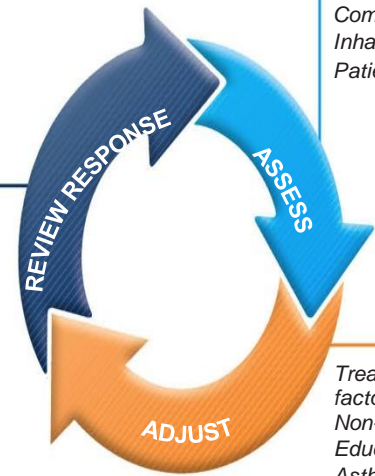 Com
Inha
Patie
REVIEW RESPONSE
ASSESS
ADJUST
Trea
facto
Non-
Educ
Asth